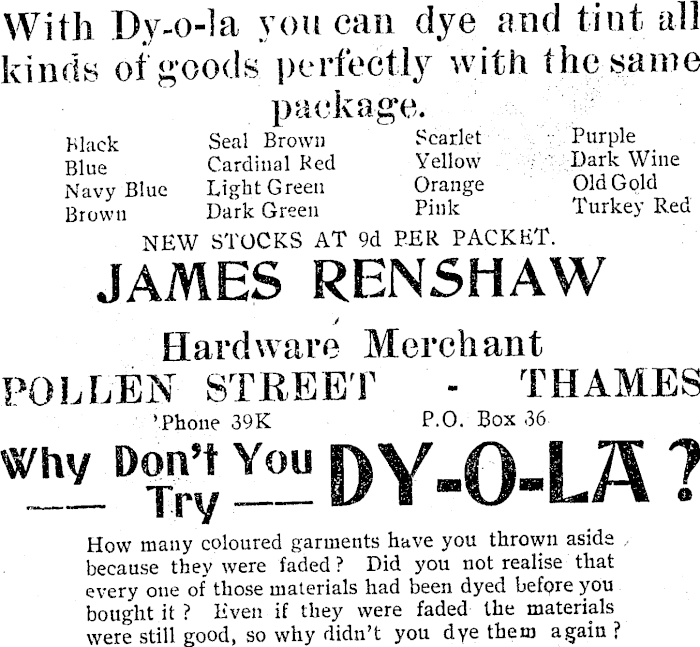 With Dy-o-la you can dye and tint all
kinds of goods perfectly with the same
package.
Black Seal Brown Scarlet Purple
Blue Cardinal Red Yellow Dark Wine
Navy Blue Light Green Orange Old Gold
Brown Dark Green Pink Turkey Red
NEW STOCKS AT 9d PER PACKET.
JAMES RENSHAW
Hardware Merchant
POLLEN STREET - THAMES
'Phone 39K P.O. Box 36
Why Don't You
— Try — DY-O-LA?
How many coloured garments have you thrown aside
because they were faded? Did you not realise that
every one of those materials had been dyed before you
bought it? Even if they were faded the materials
were still good, so why didn't you dye them again?